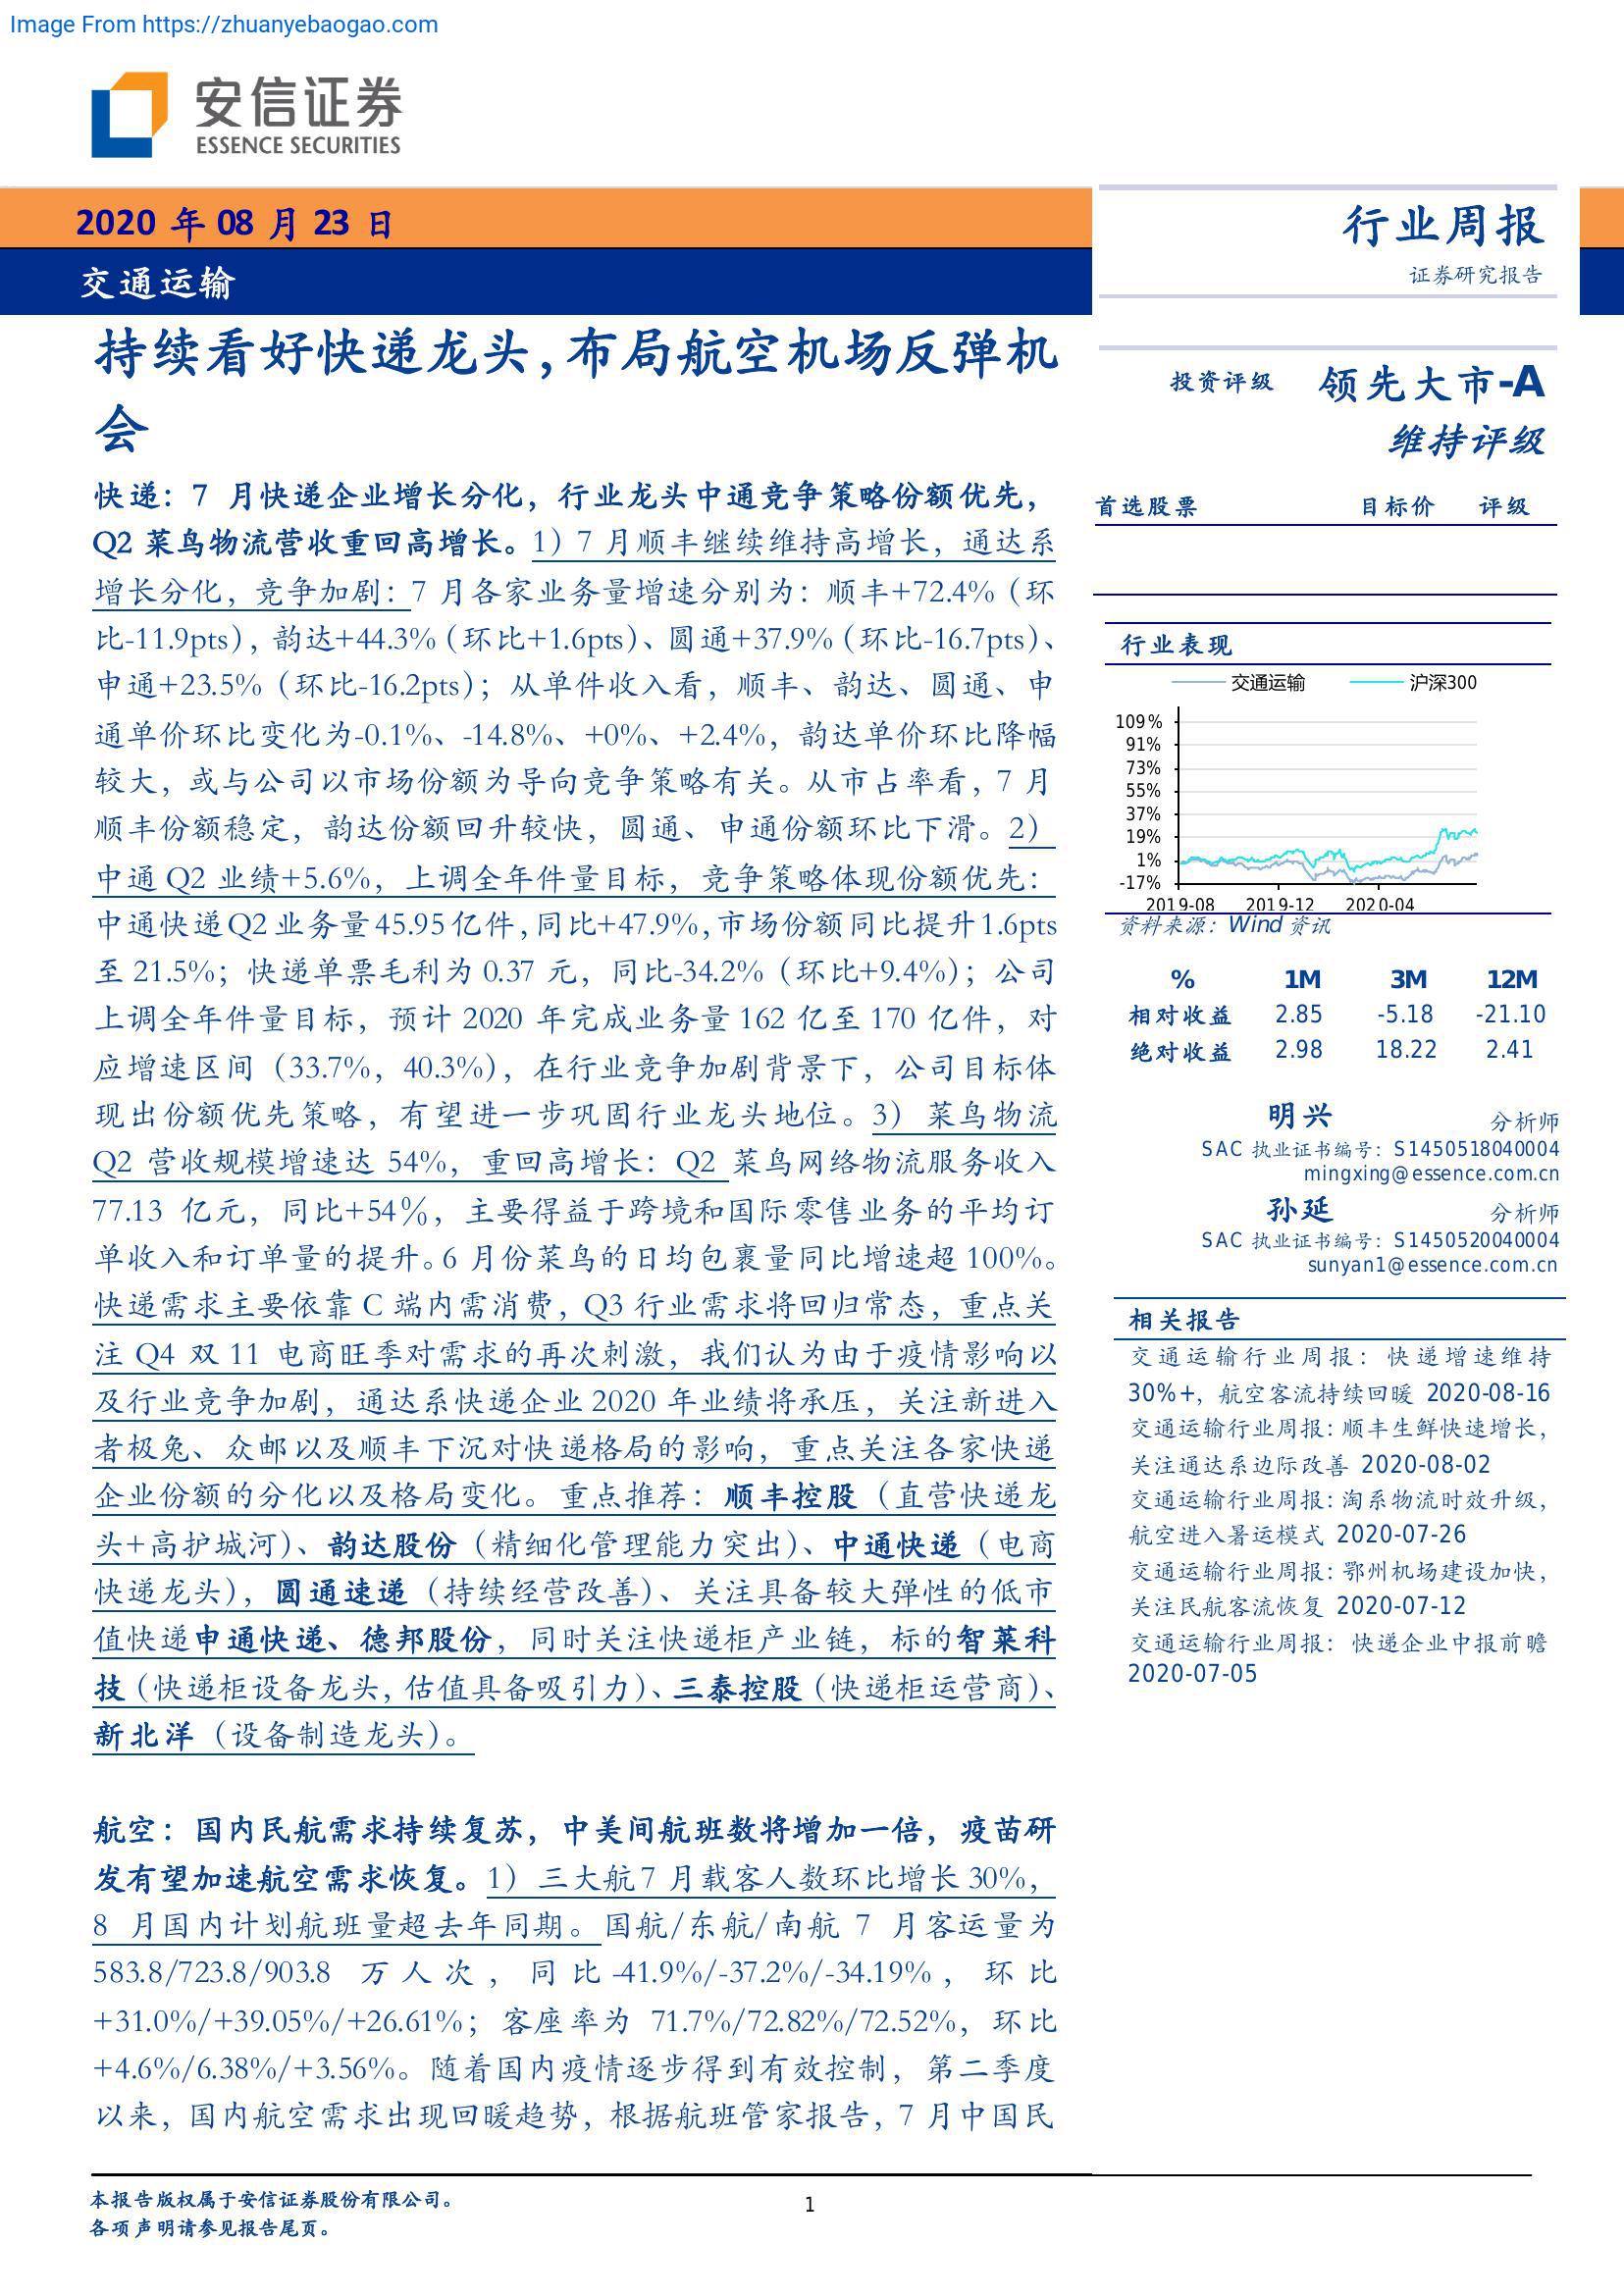 Image From https://zhuanyebaogao.com
安信证券
ESSENCE SECURITIES
2020 年 08 月 23 日
交通运输
行业周报
证券研究报告
持续看好快递龙头，布局航空机场反弹机
会
快递：7 月快递企业增长分化，行业龙头中通竞争策略份额优先，
Q2 菜鸟物流营收重回高增长。1）7 月顺丰继续维持高增长，通达系
增长分化，竞争加剧：7 月各家业务量增速分别为：顺丰+72.4%（环
比-11.9pts），韵达+44.3%（环比+1.6pts）、圆通+37.9%（环比-16.7pts）、
申通+23.5%（环比-16.2pts）；从单件收入看，顺丰、韵达、圆通、申
通单价环比变化为-0.1%、-14.8%、+0%、+2.4%，韵达单价环比降幅
较大，或与公司以市场份额为导向竞争策略有关。从市占率看，7 月
顺丰份额稳定，韵达份额回升较快，圆通、申通份额环比下滑。2）
中通 Q2 业绩+5.6%，上调全年件量目标，竞争策略体现份额优先：
中通快递 Q2 业务量 45.95 亿件，同比+47.9%，市场份额同比提升 1.6pts
至 21.5%；快递单票毛利为 0.37 元，同比-34.2%（环比+9.4%）；公司
上调全年件量目标，预计 2020 年完成业务量 162 亿至 170 亿件，对
应增速区间（33.7%，40.3%），在行业竞争加剧背景下，公司目标体
现出份额优先策略，有望进一步巩固行业龙头地位。3） 菜鸟物流
Q2 营收规模增速达 54%，重回高增长：Q2 菜鸟网络物流服务收入
77.13 亿元，同比+54％，主要得益于跨境和国际零售业务的平均订
单收入和订单量的提升。6 月份菜鸟的日均包裹量同比增速超 100%。
快递需求主要依靠 C 端内需消费，Q3 行业需求将回归常态，重点关
注 Q4 双 11 电商旺季对需求的再次刺激，我们认为由于疫情影响以
及行业竞争加剧，通达系快递企业 2020 年业绩将承压，关注新进入
者极兔、众邮以及顺丰下沉对快递格局的影响，重点关注各家快递
企业份额的分化以及格局变化。重点推荐：顺丰控股（直营快递龙
头+高护城河）、韵达股份（精细化管理能力突出）、中通快递（电商
快递龙头），圆通速递（持续经营改善）、关注具备较大弹性的低市
值快递申通快递、德邦股份，同时关注快递柜产业链，标的智莱科
技（快递柜设备龙头，估值具备吸引力）、三泰控股（快递柜运营商）、
新北洋（设备制造龙头）。
航空：国内民航需求持续复苏，中美间航班数将增加一倍，疫苗研
发有望加速航空需求恢复。1）三大航 7 月载客人数环比增长 30%，
8 月国内计划航班量超去年同期。国航/东航/南航 7 月客运量为
583.8/723.8/903.8 万人次，同比-41.9%/-37.2%/-34.19%，环比
+31.0%/+39.05%/+26.61%；客座率为 71.7%/72.82%/72.52%，环比
+4.6%/6.38%/+3.56%。随着国内疫情逐步得到有效控制，第二季度
以来，国内航空需求出现回暖趋势，根据航班管家报告，7 月中国民
投资评级 领先大市-A
维持评级
首选股票 目标价 评级
行业表现
交通运输 沪深300
109%
91%
73%
55%
37%
19%
1%
-17%
2019-08 2019-12 2020-04
资料来源：Wind 资讯
% 1M 3M 12M
相对收益 2.85 -5.18 -21.10
绝对收益 2.98 18.22 2.41
明兴 分析师
SAC 执业证书编号：S1450518040004
mingxing@essence.com.cn
孙延 分析师
SAC 执业证书编号：S1450520040004
sunyan1@essence.com.cn
相关报告
交通运输行业周报：快递增速维持
30%+，航空客流持续回暖 2020-08-16
交通运输行业周报：顺丰生鲜快速增长，
关注通达系边际改善 2020-08-02
交通运输行业周报：淘系物流时效升级，
航空进入暑运模式 2020-07-26
交通运输行业周报：鄂州机场建设加快，
关注民航客流恢复 2020-07-12
交通运输行业周报：快递企业中报前瞻
2020-07-05
本报告版权属于安信证券股份有限公司。
各项声明请参见报告尾页。
1